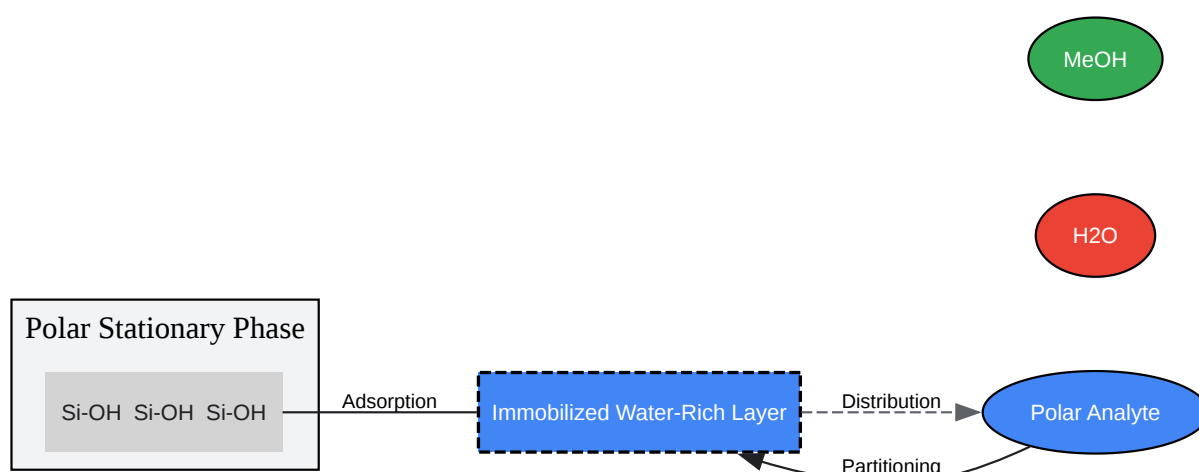 MeOH
H2O
Polar Stationary Phase
Si-OH Si-OH Si-OH
Adsorption
Immobilized Water-Rich Layer
Distribution
Polar Analyte
Partitioning